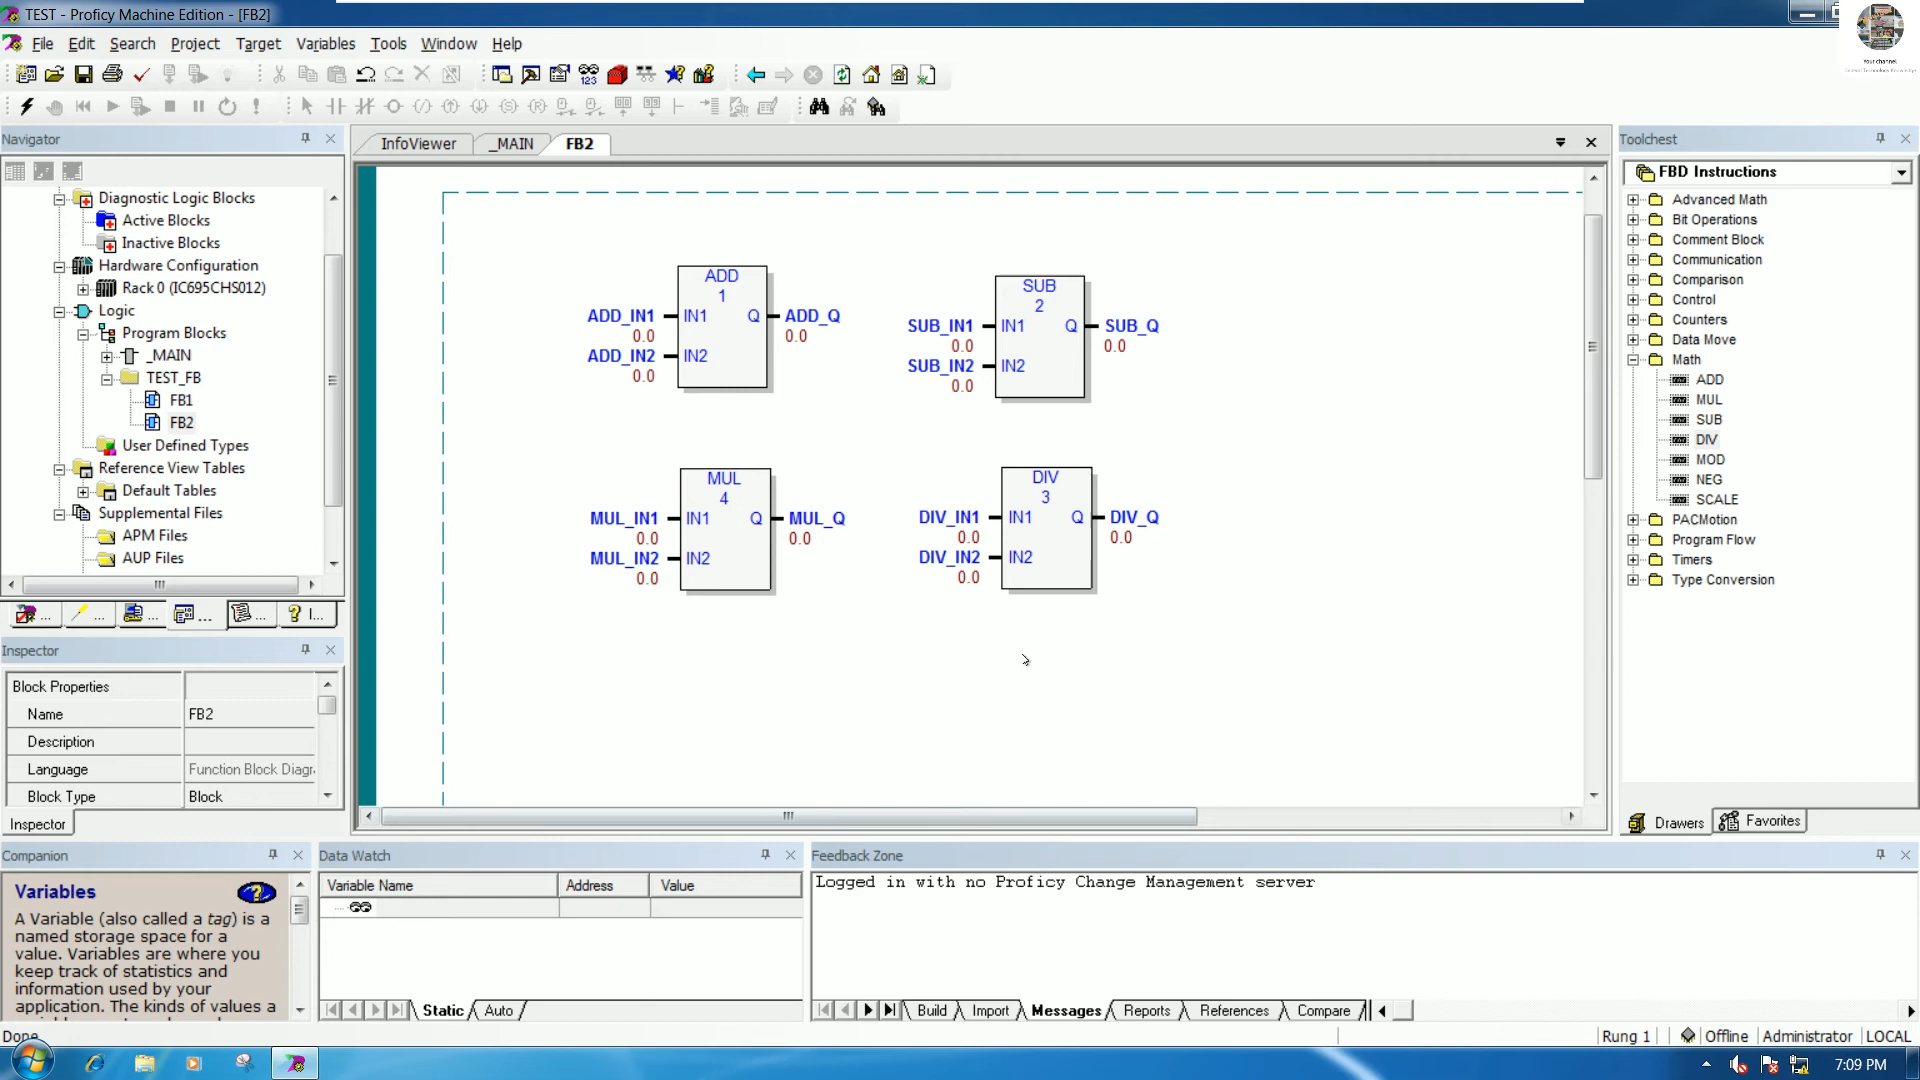 TEST - Proficy Machine Edition - [FB2]
File Edit Search Project Target Variables Tools Window Help
Your channel
General Technology Knowledge
Navigator
Diagnostic Logic Blocks
Active Blocks
Inactive Blocks
Hardware Configuration
Rack 0 (IC695CHS012)
Logic
Program Blocks
_MAIN
TEST_FB
FB1
FB2
User Defined Types
Reference View Tables
Default Tables
Supplemental Files
APM Files
AUP Files
Inspector
Block Properties
Name FB2
Description
Language Function Block Diagr
Block Type Block
Inspector
InfoViewer _MAIN FB2
ADD
1
ADD_IN1 IN1 Q ADD_Q
0.0 0.0
ADD_IN2 IN2
0.0
SUB
2
SUB_IN1 IN1 Q SUB_Q
0.0 0.0
SUB_IN2 IN2
0.0
MUL
4
MUL_IN1 IN1 Q MUL_Q
0.0 0.0
MUL_IN2 IN2
0.0
DIV
3
DIV_IN1 IN1 Q DIV_Q
0.0 0.0
DIV_IN2 IN2
0.0
Toolchest
FBD Instructions
Advanced Math
Bit Operations
Comment Block
Communication
Comparison
Control
Counters
Data Move
Math
ADD
MUL
SUB
DIV
MOD
NEG
SCALE
PACMotion
Program Flow
Timers
Type Conversion
Drawers Favorites
Companion
Variables
A Variable (also called a tag) is a
named storage space for a
value. Variables are where you
keep track of statistics and
information used by your
application. The kinds of values a
Data Watch
Variable Name Address Value
Static Auto
Feedback Zone
Logged in with no Proficy Change Management server
Build Import Messages Reports References Compare
Done
Rung 1 Offline Administrator LOCAL
7:09 PM